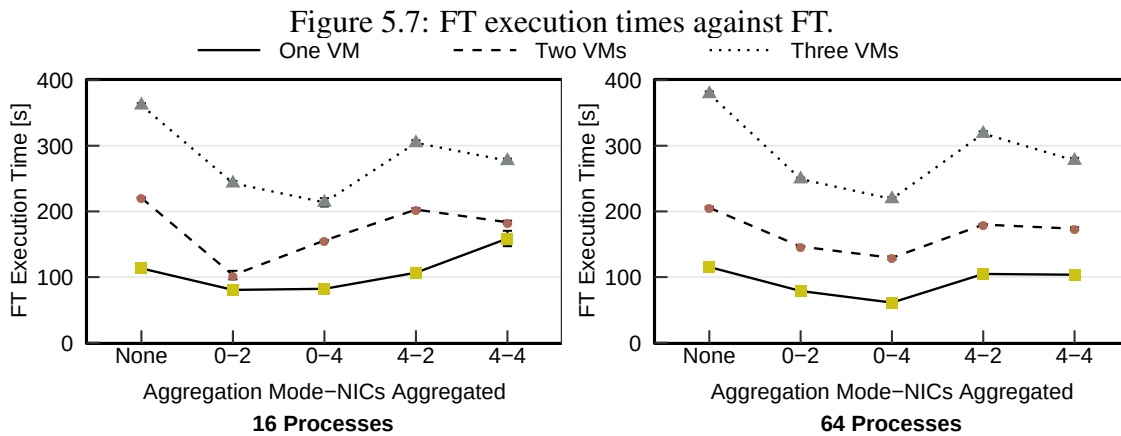 Figure 5.7: FT execution times against FT.
One VM Two VMs Three VMs
FT Execution Time [s]
400
300
200
100
0
None 0−2 0−4 4−2 4−4
Aggregation Mode−NICs Aggregated
16 Processes
FT Execution Time [s]
400
300
200
100
0
None 0−2 0−4 4−2 4−4
Aggregation Mode−NICs Aggregated
64 Processes